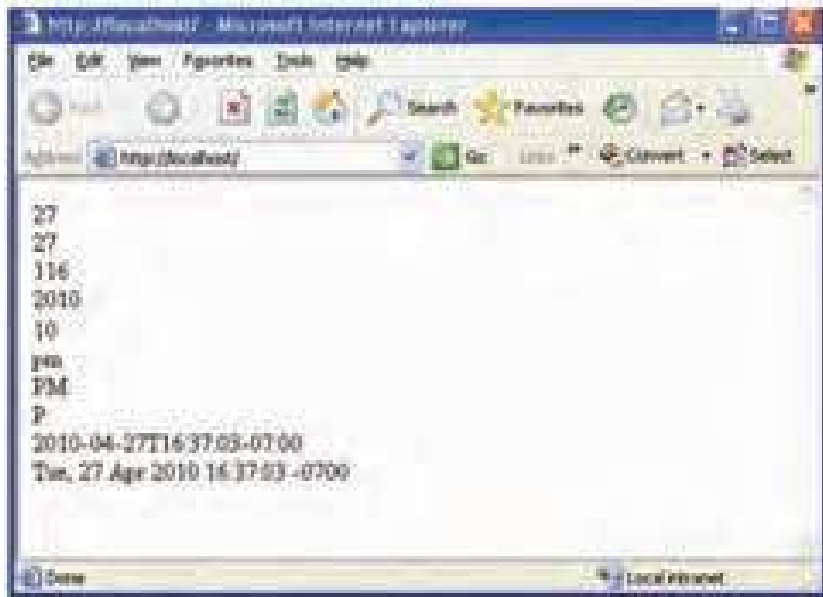 http://localhost/ - Microsoft Internet Explorer
File Edit View Favorites Tools Help
Search Favorites
Address http://localhost/ Go Links » Convert Select
27
27
116
2010
10
pm
PM
P
2010-04-27T16:37:03-07:00
Tue, 27 Apr 2010 16:37:03 -0700
Done Local intranet